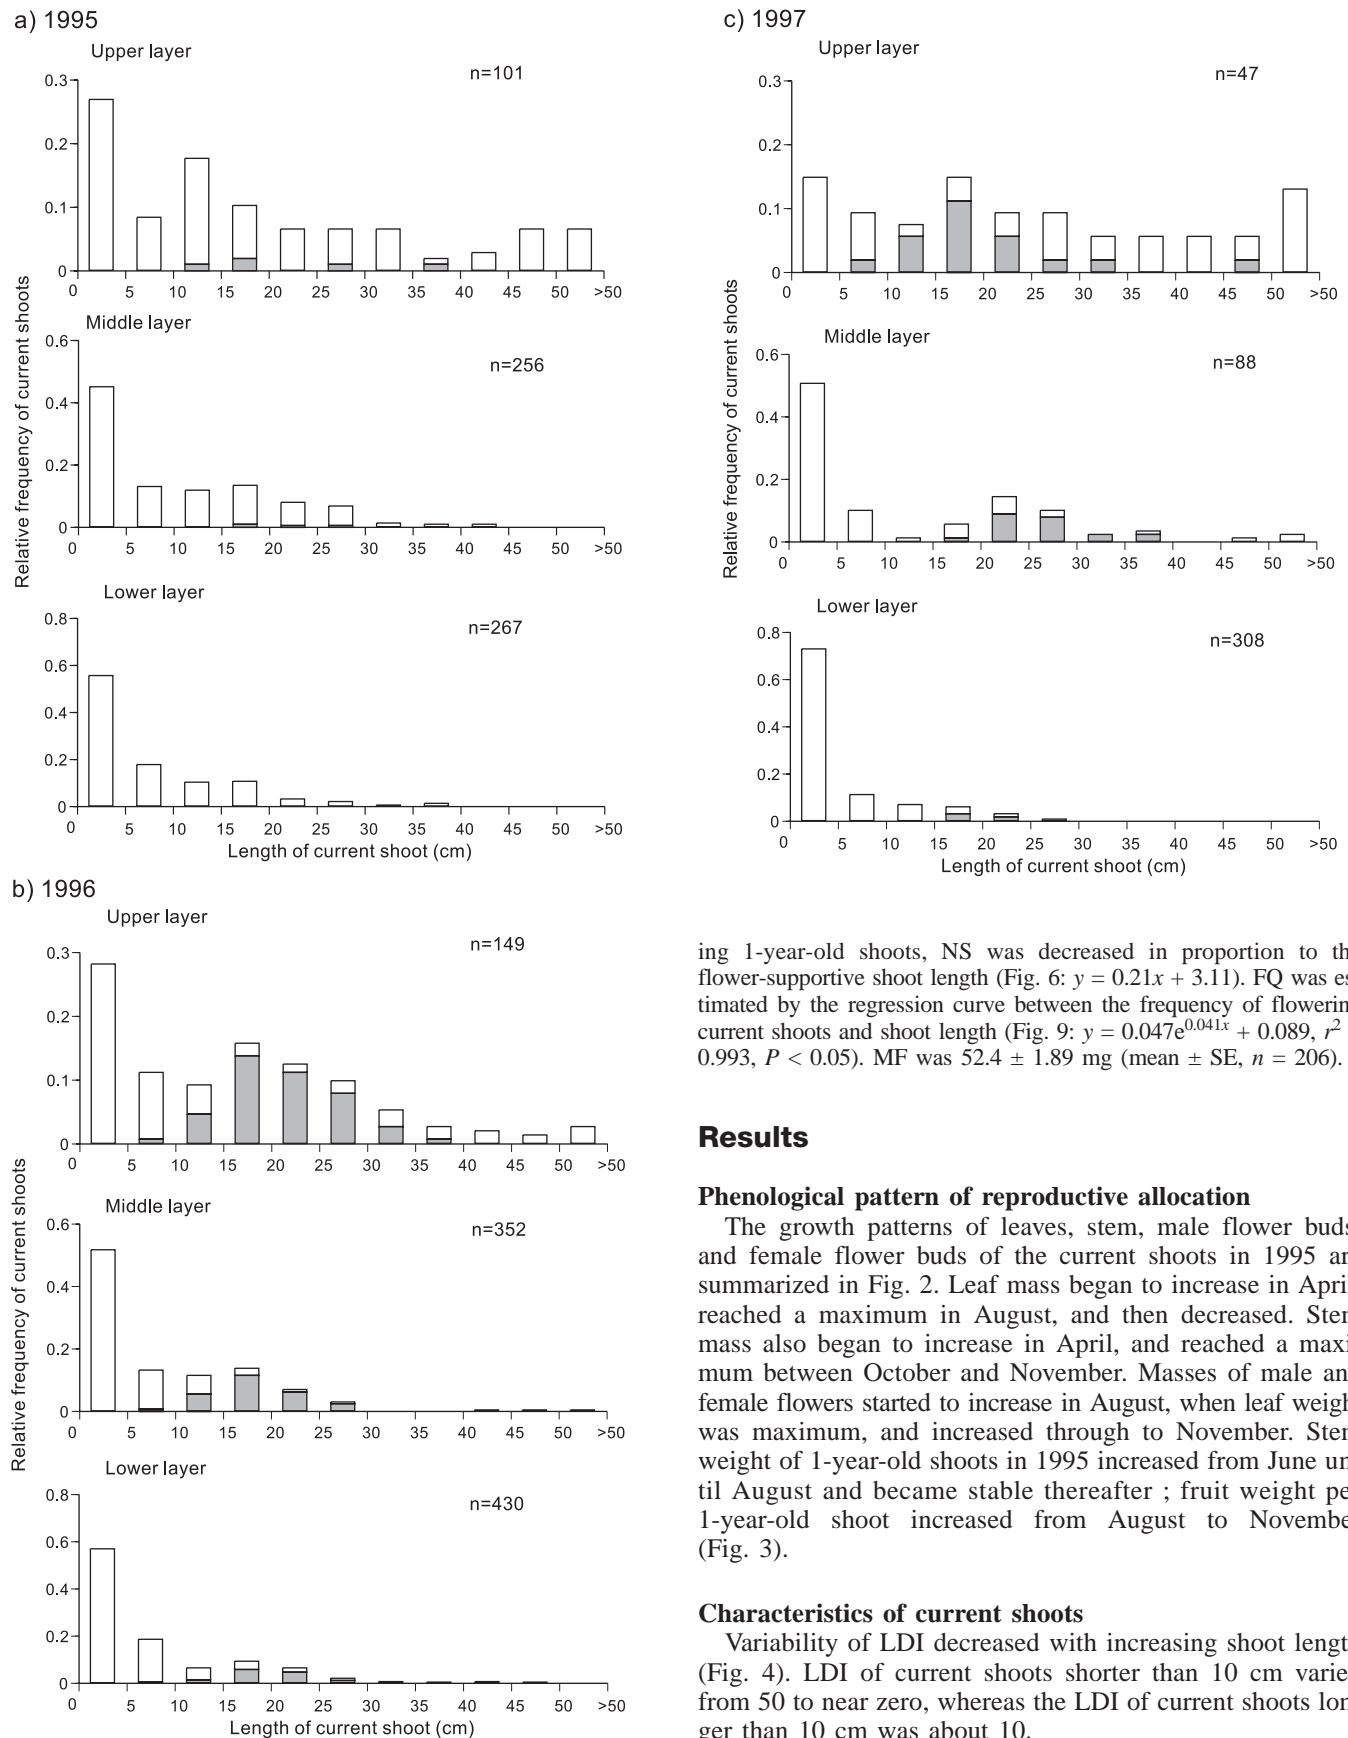 a) 1995
Upper layer
n=101
0.3
0.2
0.1
0
0 5 10 15 20 25 30 35 40 45 50 >50
Middle layer
n=256
0.6
0.4
0.2
0
0 5 10 15 20 25 30 35 40 45 50 >50
Lower layer
n=267
0.8
0.6
0.4
0.2
0
0 5 10 15 20 25 30 35 40 45 50 >50
Relative frequency of current shoots
Length of current shoot (cm)
b) 1996
Upper layer
n=149
0.3
0.2
0.1
0
0 5 10 15 20 25 30 35 40 45 50 >50
Middle layer
n=352
0.6
0.4
0.2
0
0 5 10 15 20 25 30 35 40 45 50 >50
Lower layer
n=430
0.8
0.6
0.4
0.2
0
0 5 10 15 20 25 30 35 40 45 50 >50
Relative frequency of current shoots
Length of current shoot (cm)
c) 1997
Upper layer
n=47
0.3
0.2
0.1
0
0 5 10 15 20 25 30 35 40 45 50 >50
Middle layer
n=88
0.6
0.4
0.2
0
0 5 10 15 20 25 30 35 40 45 50 >50
Lower layer
n=308
0.8
0.6
0.4
0.2
0
0 5 10 15 20 25 30 35 40 45 50 >50
Relative frequency of current shoots
Length of current shoot (cm)
ing 1-year-old shoots, NS was decreased in proportion to th
flower-supportive shoot length (Fig. 6: y = 0.21x + 3.11). FQ was es
timated by the regression curve between the frequency of flowerin
current shoots and shoot length (Fig. 9: y = 0.047e^0.041x + 0.089, r²
0.993, P < 0.05). MF was 52.4 ± 1.89 mg (mean ± SE, n = 206).
Results
Phenological pattern of reproductive allocation
The growth patterns of leaves, stem, male flower buds
and female flower buds of the current shoots in 1995 ar
summarized in Fig. 2. Leaf mass began to increase in Apri
reached a maximum in August, and then decreased. Sten
mass also began to increase in April, and reached a maxi
mum between October and November. Masses of male an
female flowers started to increase in August, when leaf weigh
was maximum, and increased through to November. Sten
weight of 1-year-old shoots in 1995 increased from June un
til August and became stable thereafter ; fruit weight pe
1-year-old shoot increased from August to Novembe
(Fig. 3).
Characteristics of current shoots
Variability of LDI decreased with increasing shoot lengt
(Fig. 4). LDI of current shoots shorter than 10 cm varie
from 50 to near zero, whereas the LDI of current shoots lon
ger than 10 cm was about 10.